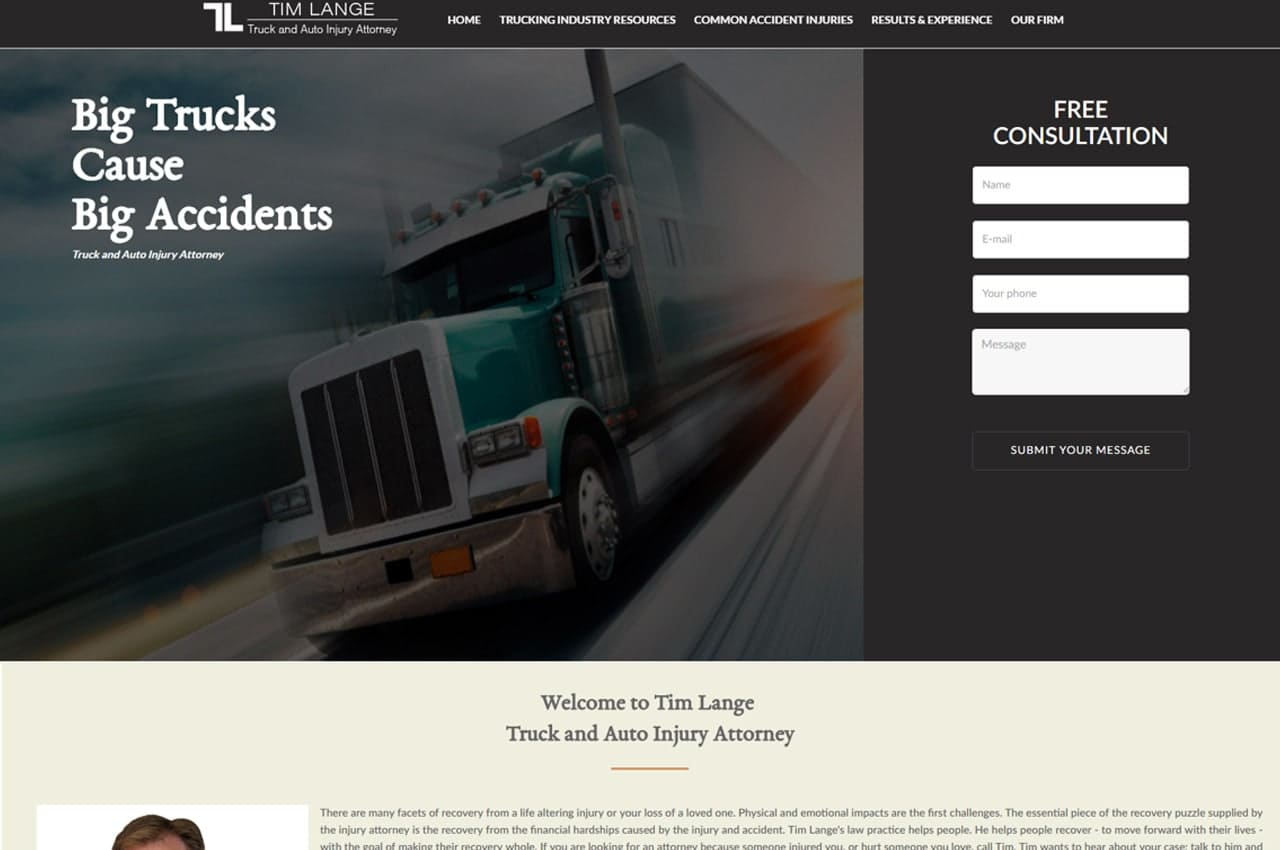 TIM LANGE
Truck and Auto Injury Attorney
HOME TRUCKING INDUSTRY RESOURCES COMMON ACCIDENT INJURIES RESULTS & EXPERIENCE OUR FIRM
Big Trucks
Cause
Big Accidents
Truck and Auto Injury Attorney
FREE
CONSULTATION
Name
E-mail
Your phone
Message
SUBMIT YOUR MESSAGE
Welcome to Tim Lange
Truck and Auto Injury Attorney
There are many facets of recovery from a life altering injury or your loss of a loved one. Physical and emotional impacts are the first challenges. The essential piece of the recovery puzzle supplied by
the injury attorney is the recovery from the financial hardships caused by the injury and accident. Tim Lange's law practice helps people. He helps people recover - to move forward with their lives -
with the goal of making their recovery whole. If you are looking for an attorney because someone injured you, or hurt someone you love, call Tim. Tim wants to hear about your case; talk to him and